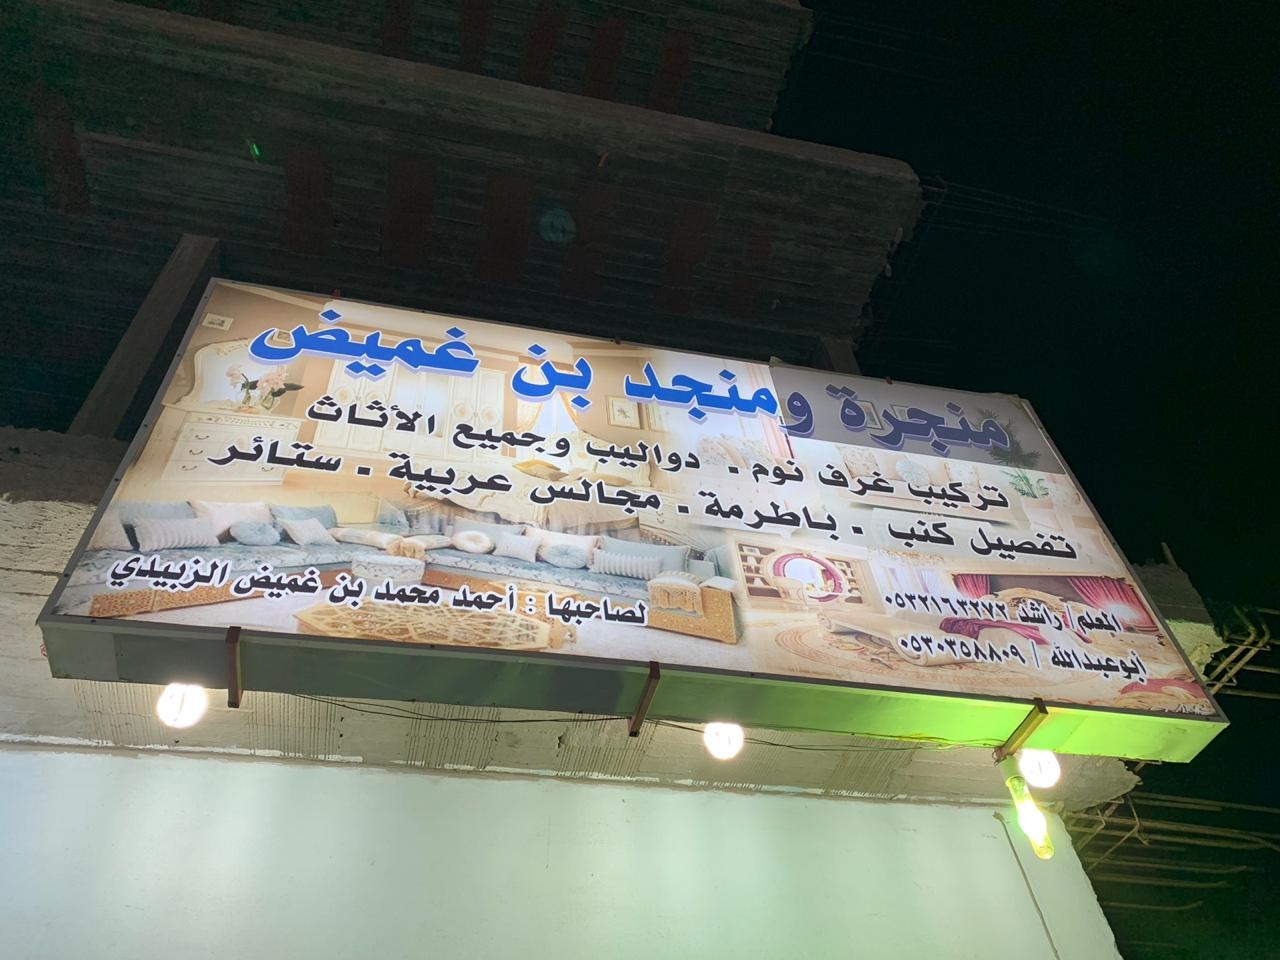 منجرة ومنجد بن غميض
تركيب غرف نوم . دواليب وجميع الأثاث
تفصيل كنب . باطرمة . مجالس عربية . ستائر
لصاحبها : أحمد محمد بن غميض الزبيدي
المعلم / راشد ٠٥٣٢١٦٣٢٧٢
أبوعبدالله / ٠٥٣٠٣٥٨٨٠٩